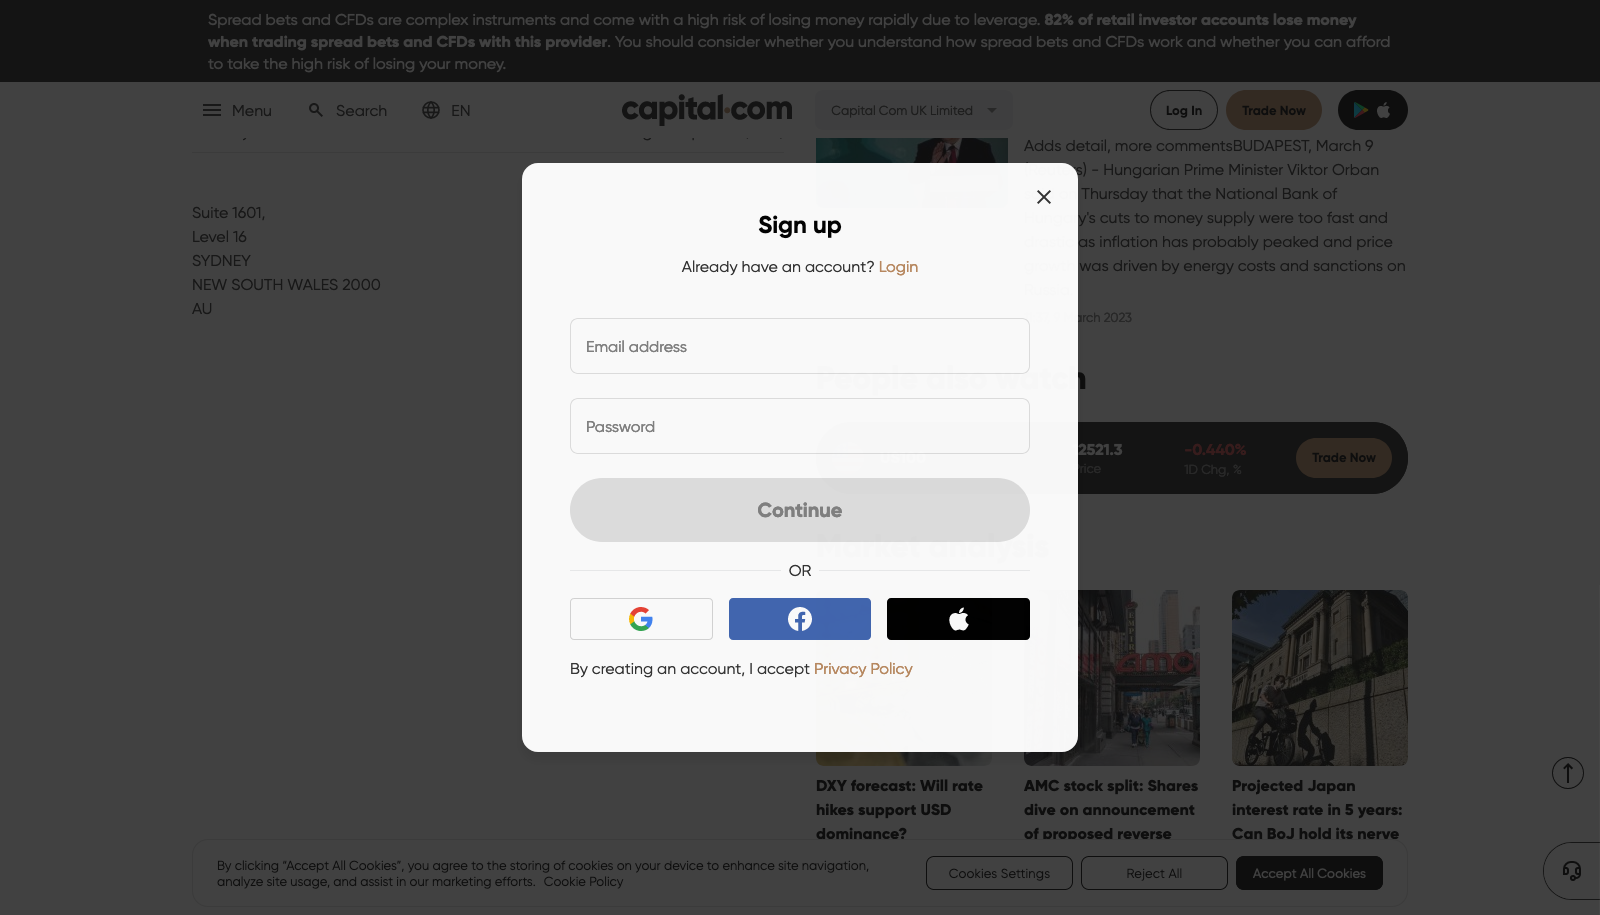 Spread bets and CFDs are complex instruments and come with a high risk of losing money rapidly due to leverage. 82% of retail investor accounts lose money
when trading spread bets and CFDs with this provider. You should consider whether you understand how spread bets and CFDs work and whether you can afford
to take the high risk of losing your money.
Menu
Search
EN
capital.com
Capital Com UK Limited
Log In
Trade Now
Suite 1601,
Level 16
SYDNEY
NEW SOUTH WALES 2000
AU
Adds detail, more commentsBUDAPEST, March 9
s) - Hungarian Prime Minister Viktor Orban
Thursday that the National Bank of
's cuts to money supply were too fast and
as inflation has probably peaked and price
was driven by energy costs and sanctions on
arch 2023
Sign up
Already have an account? Login
Email address
Password
Continue
OR
By creating an account, I accept Privacy Policy
People also watch
2521.3
rice
-0.440%
1D Chg, %
Trade Now
Market analysis
AMC
DXY forecast: Will rate
hikes support USD
dominance?
AMC stock split: Shares
dive on announcement
of proposed reverse
Projected Japan
interest rate in 5 years:
Can BoJ hold its nerve
By clicking “Accept All Cookies”, you agree to the storing of cookies on your device to enhance site navigation,
analyze site usage, and assist in our marketing efforts. Cookie Policy
Cookies Settings
Reject All
Accept All Cookies